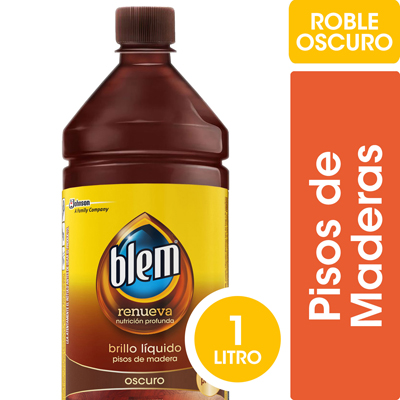 ROBLE
OSCURO
Pisos de
Maderas
Johnson
A Family Company
blem
renueva
nutrición profunda
brillo líquido
pisos de madera
OSCURO
1
LITRO